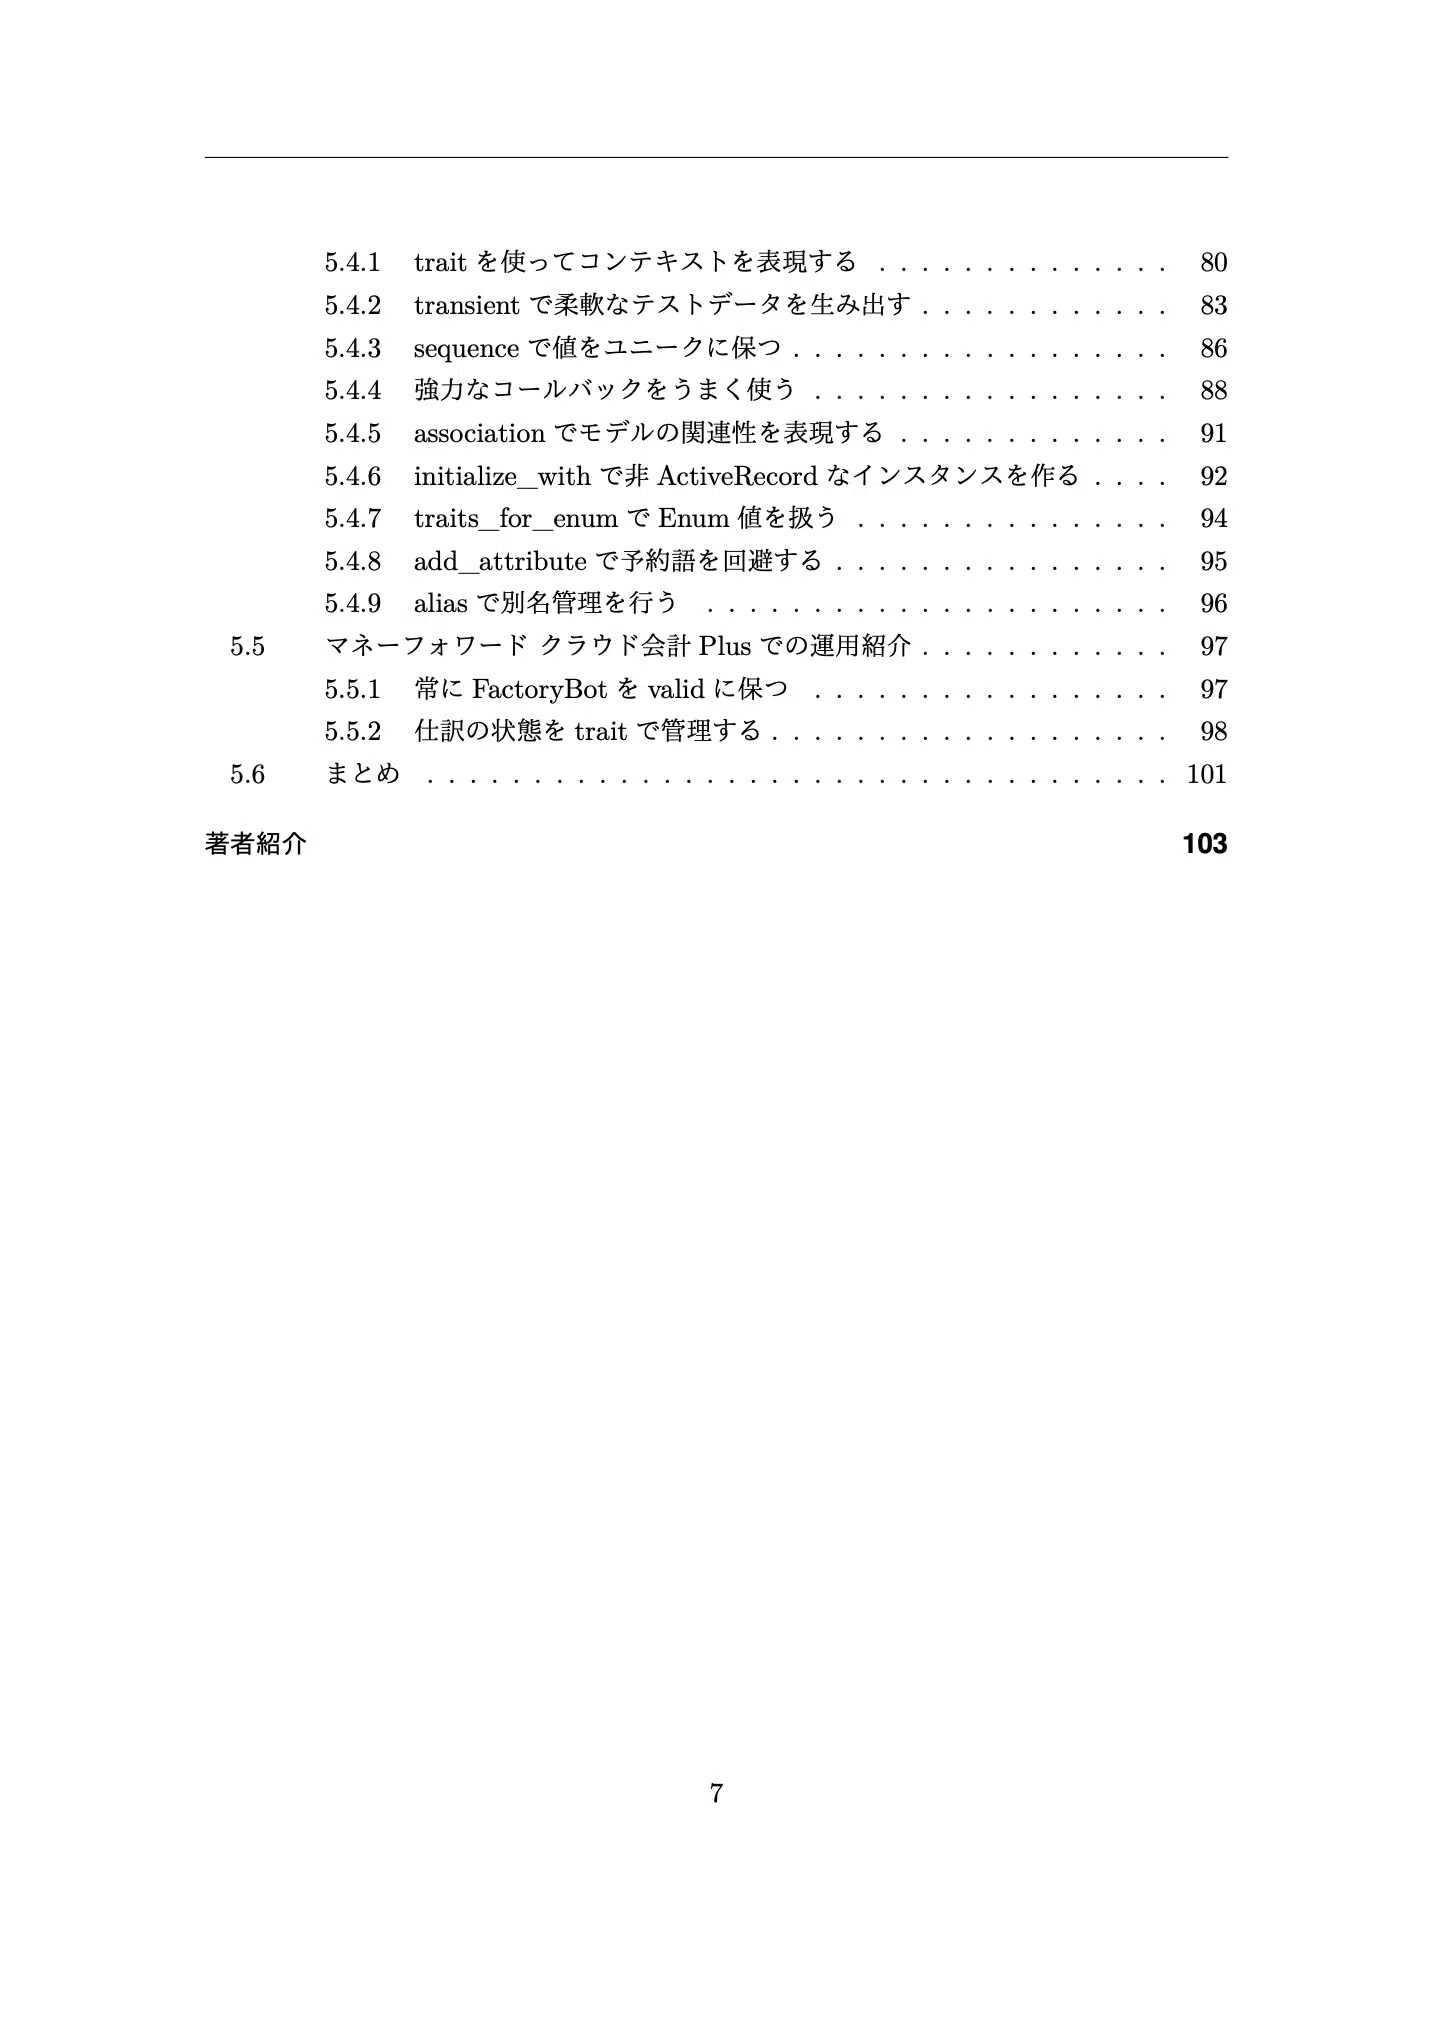 5.4.1 trait を使ってコンテキストを表現する . . . . . . . . . . . . . . 80
5.4.2 transient で柔軟なテストデータを生み出す . . . . . . . . . . . . 83
5.4.3 sequence で値をユニークに保つ . . . . . . . . . . . . . . . . . . 86
5.4.4 強力なコールバックをうまく使う . . . . . . . . . . . . . . . . . 88
5.4.5 association でモデルの関連性を表現する . . . . . . . . . . . . . 91
5.4.6 initialize_with で非 ActiveRecord なインスタンスを作る . . . . 92
5.4.7 traits_for_enum で Enum 値を扱う . . . . . . . . . . . . . . . 94
5.4.8 add_attribute で予約語を回避する . . . . . . . . . . . . . . . . 95
5.4.9 alias で別名管理を行う . . . . . . . . . . . . . . . . . . . . . . 96
5.5 マネーフォワード クラウド会計 Plus での運用紹介 . . . . . . . . . . . . 97
5.5.1 常に FactoryBot を valid に保つ . . . . . . . . . . . . . . . . . 97
5.5.2 仕訳の状態を trait で管理する . . . . . . . . . . . . . . . . . . . 98
5.6 まとめ . . . . . . . . . . . . . . . . . . . . . . . . . . . . . . . . . . . 101
著者紹介 103
7